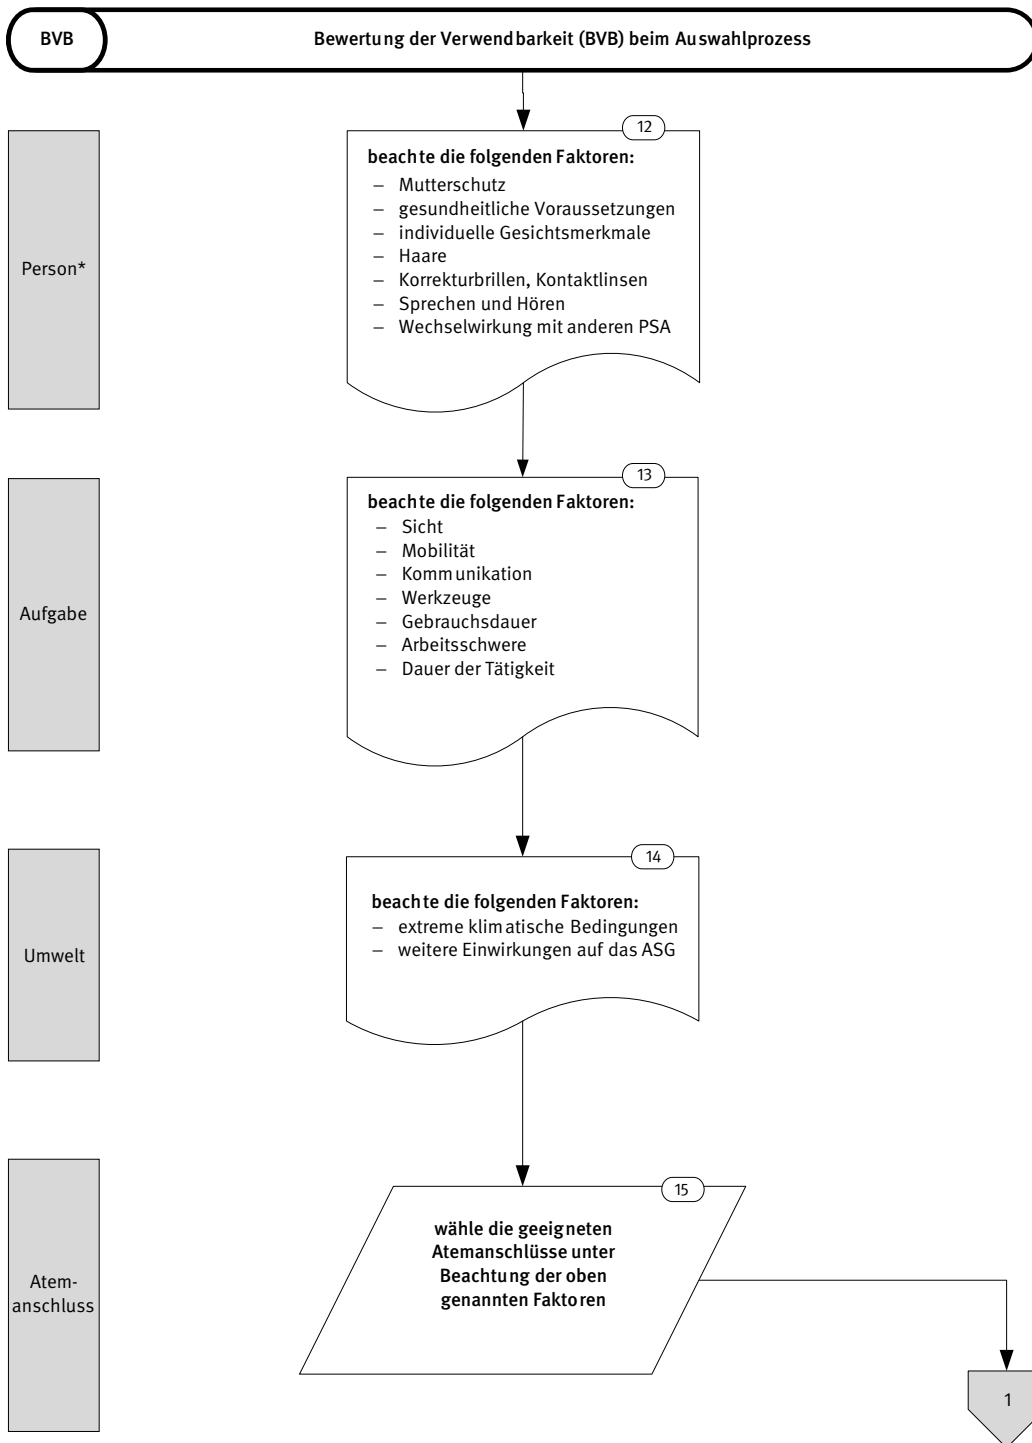 BVB
Bewertung der Verwendbarkeit (BVB) beim Auswahlprozess
Person*
12
beachte die folgenden Faktoren:
– Mutterschutz
– gesundheitliche Voraussetzungen
– individuelle Gesichtsmerkmale
– Haare
– Korrekturbrillen, Kontaktlinsen
– Sprechen und Hören
– Wechselwirkung mit anderen PSA
Aufgabe
13
beachte die folgenden Faktoren:
– Sicht
– Mobilität
– Kommunikation
– Werkzeuge
– Gebrauchsdauer
– Arbeitsschwere
– Dauer der Tätigkeit
Umwelt
14
beachte die folgenden Faktoren:
– extreme klimatische Bedingungen
– weitere Einwirkungen auf das ASG
Atem-
anschluss
15
wähle die geeigneten
Atemanschlüsse unter
Beachtung der oben
genannten Faktoren
1